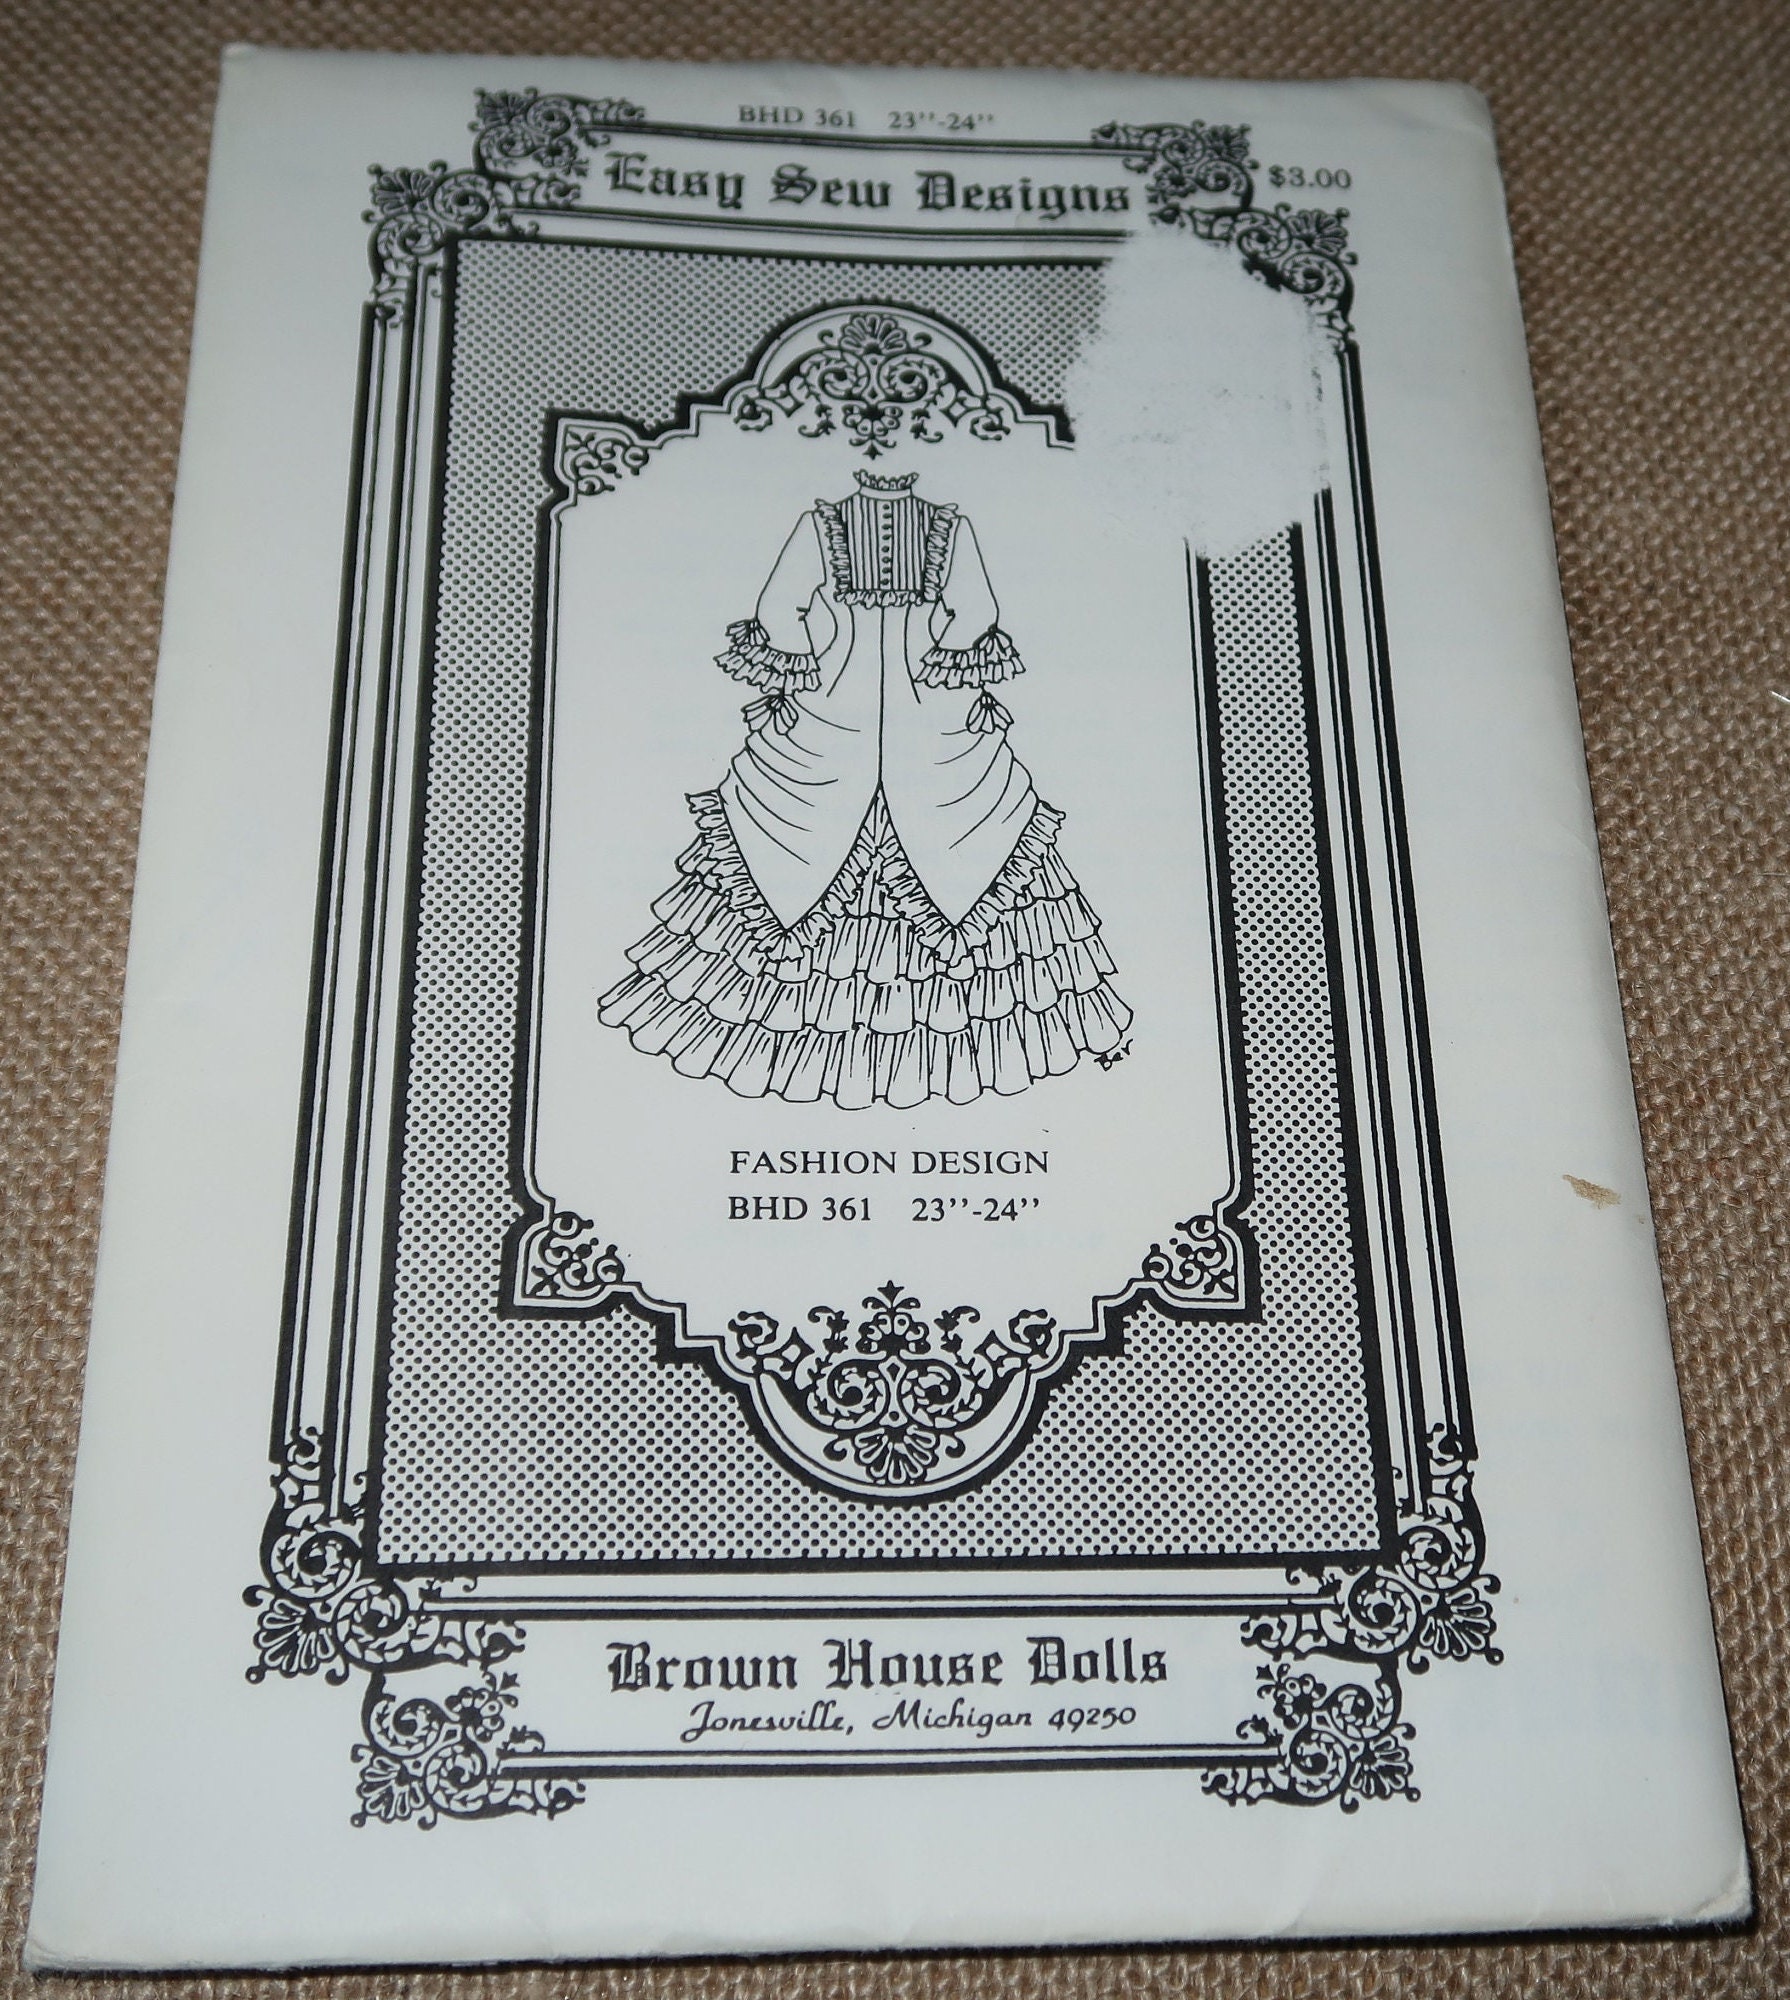 BHD 361 23''-24''
Easy Sew Designs
$3.00
Ber
FASHION DESIGN
BHD 361 23''-24''
Brown House Dolls
Jonesville, Michigan 49250